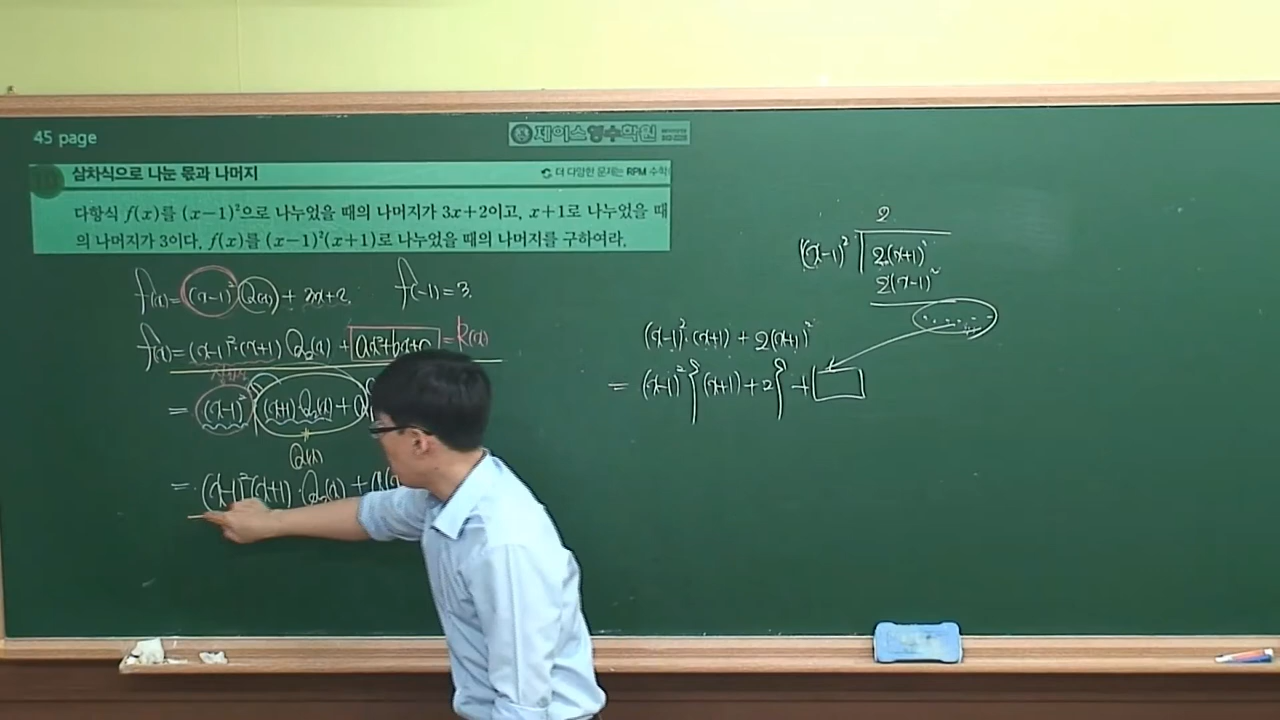 45 page
제이스영수학원
삼차식으로 나눈 몫과 나머지
더 다양한 문제는 RPM 수학
다항식 f(x)를 (x−1)²으로 나누었을 때의 나머지가 3x+2이고, x+1로 나누었을 때
의 나머지가 3이다. f(x)를 (x−1)²(x+1)로 나누었을 때의 나머지를 구하여라.
f(x)=(x-1)²Q(x)+3x+2. f(-1)=3.
f(x)=(x-1)²·(x+1) Q₂(x)+ax²+bx+c=R(x)
삼차식
=(x-1)²(x+1)·Q₂(x)+a
Q(x)
=(x-1)²(x+1)·Q₂(x)+a(x
2
(x-1)² 2(x+1)²
2(x-1)²
(x-1)²·(x+1)+2(x+1)²
=(x-1)²{(x+1)+2}+